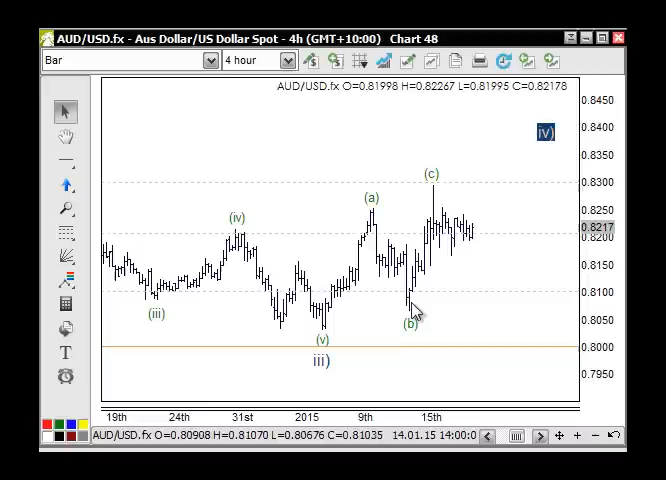 AUD/USD.fx - Aus Dollar/US Dollar Spot - 4h (GMT+10:00) Chart 48
Bar 4 hour
AUD/USD.fx O=0.81998 H=0.82267 L=0.81995 C=0.82178
0.8450
iv)
0.8400
0.8350
(c)
0.8300
(a)
0.8250
(iv)
0.8217
0.8200
0.8150
0.8100
(iii)
(b)
0.8050
(v)
0.8000
iii)
0.7950
19th 24th 31st 2015 9th 15th
AUD/USD.fx O=0.80908 H=0.81070 L=0.80676 C=0.81035 14.01.15 14:00:0